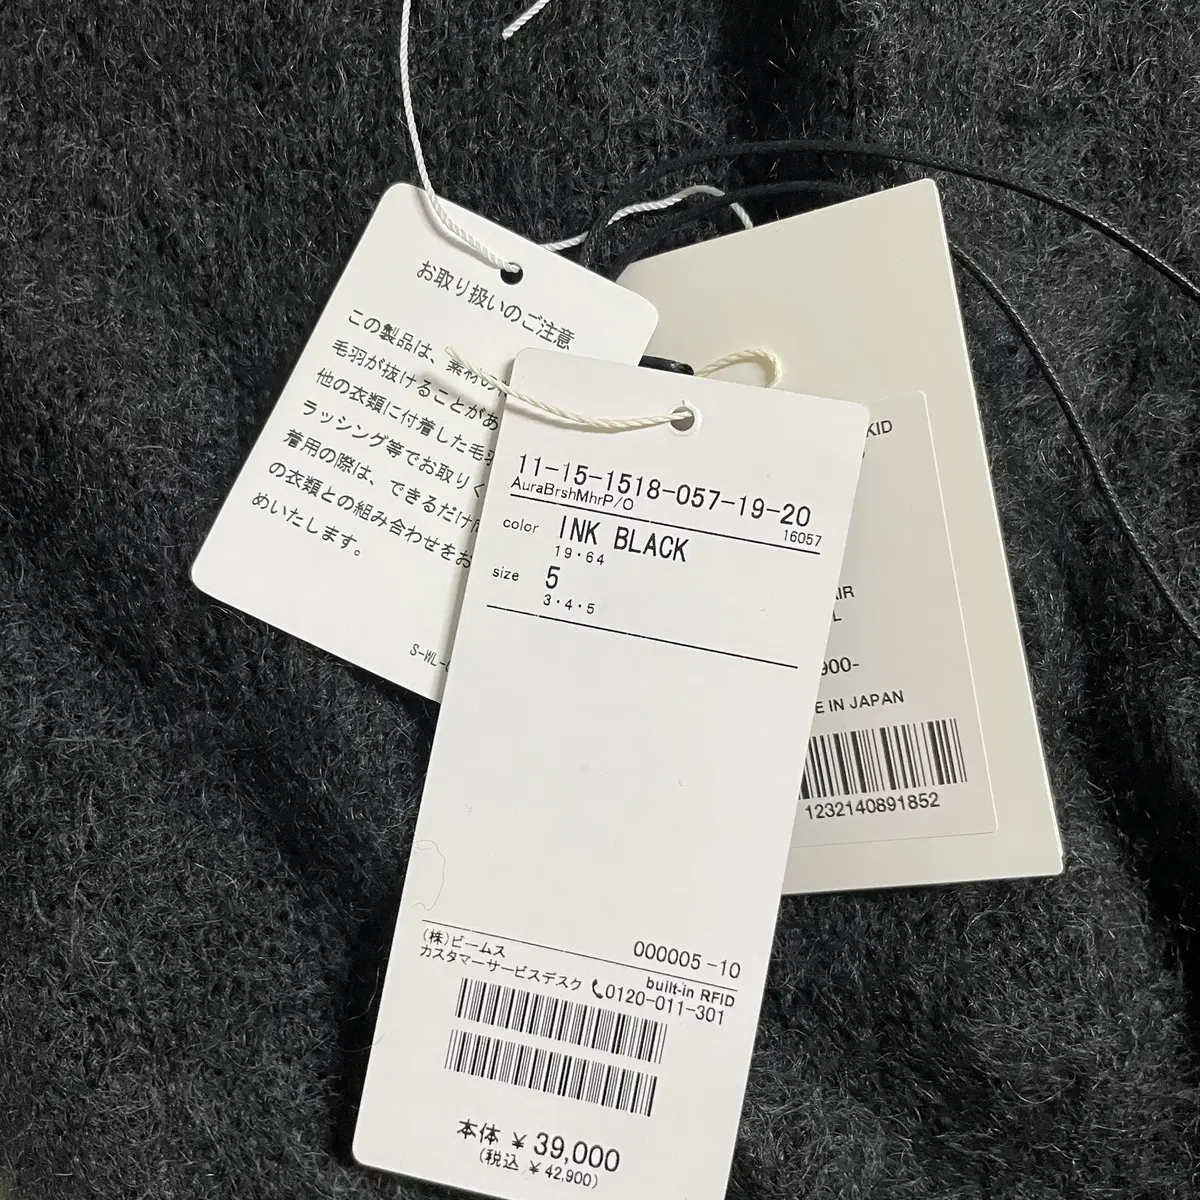 お取り扱いのご注意
この製品は、素材の
毛羽が抜けることがあ
他の衣類に付着した毛羽
ラッシング等でお取りく
着用の際は、できるだけ同
の衣類との組み合わせをお
めいたします。
S-WL-
11-15-1518-057-19-20
AuraBrshMhrP/O
16057
color INK BLACK
19・64
size 5
3・4・5
(株)ビームス 000005-10
built-in RFID
カスタマーサービスデスク 0120-011-301
本体 ¥39,000
(税込 ¥42,900)
KID
AIR
L
900-
E IN JAPAN
1232140891852